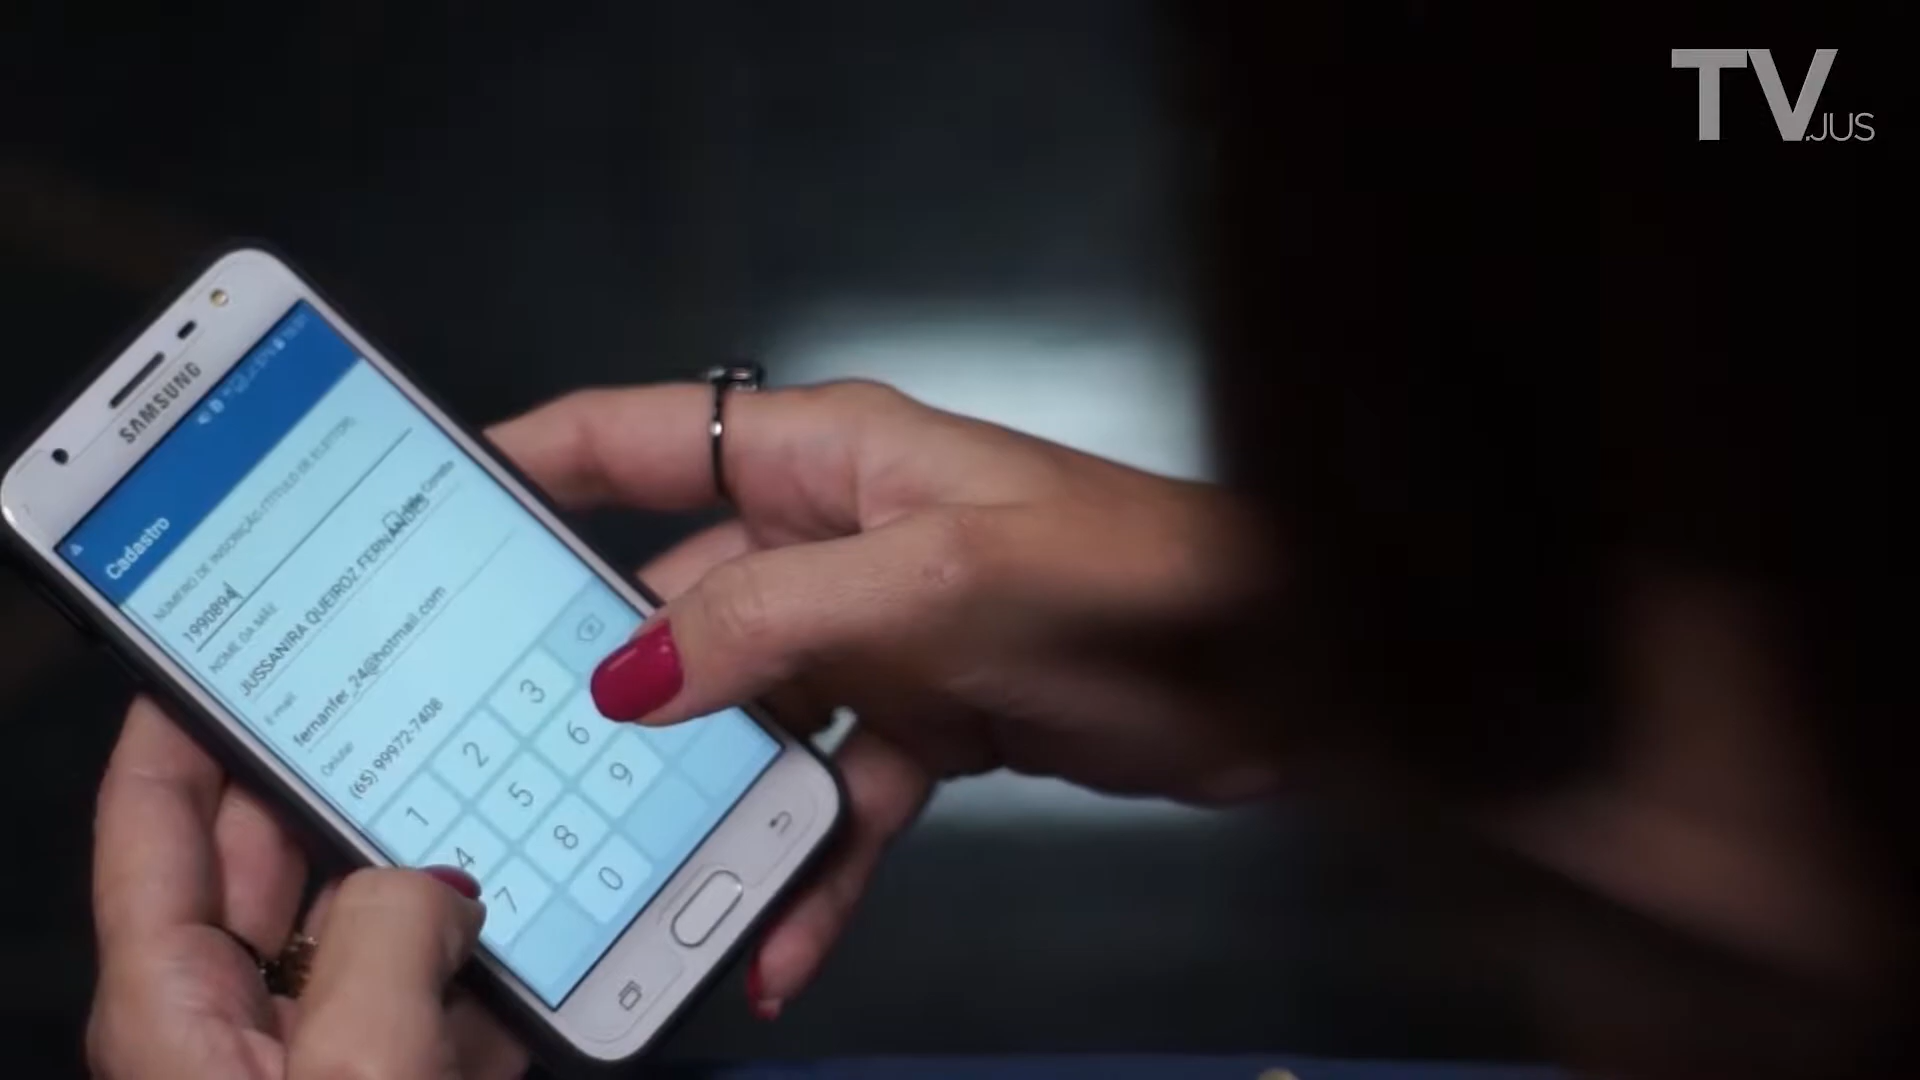 TV.JUS
SAMSUNG
Cadastro
NÚMERO DE INSCRIÇÃO (TÍTULO DE ELEITOR)
1990894
NOME DA MÃE
JUSSANIRA QUEIROZ FERNANDES
E-mail
fernanfer_24@hotmail.com
Celular
(65) 99972-7408
1 2 3
4 5 6
7 8 9
0